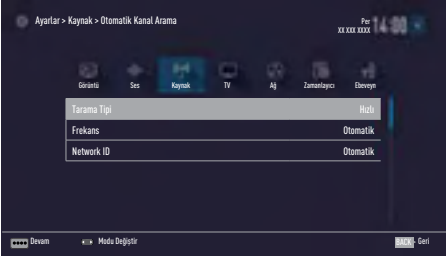 Ayarlar > Kaynak > Otomatik Kanal Arama
Per
XX XXX XXXX
14:00
Görüntü Ses Kaynak TV Ağ Zamanlayıcı Ebeveyn
Tarama Tipi Hızlı
Frekans Otomatik
Network ID Otomatik
Devam Modu Değiştir BACK - Geri